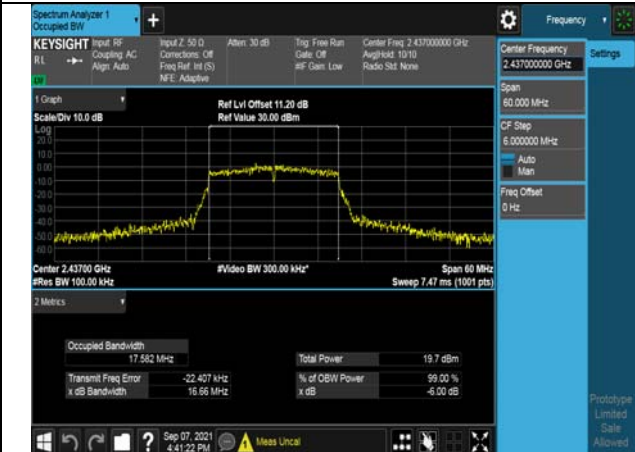 Spectrum Analyzer 1
Occupied BW
Frequency
KEYSIGHT
RL
Input: RF
Coupling: AC
Align: Auto
Input Z: 50 Ω
Corrections: Off
Freq Ref: Int (S)
NFE: Adaptive
Atten: 30 dB
Trig: Free Run
Gate: Off
#IF Gain: Low
Center Freq: 2.437000000 GHz
Avg|Hold: 10/10
Radio Std: None
Center Frequency
2.437000000 GHz
Settings
Span
60.000 MHz
CF Step
6.000000 MHz
Auto
Man
Freq Offset
0 Hz
1 Graph
Scale/Div 10.0 dB
Ref Lvl Offset 11.20 dB
Ref Value 30.00 dBm
Log
20.0
10.0
0.00
-10.0
-20.0
-30.0
-40.0
-50.0
-60.0
Center 2.43700 GHz
#Res BW 100.00 kHz
#Video BW 300.00 kHz*
Span 60 MHz
Sweep 7.47 ms (1001 pts)
2 Metrics
Occupied Bandwidth
17.582 MHz
Total Power 19.7 dBm
Transmit Freq Error -22.407 kHz
% of OBW Power 99.00 %
x dB Bandwidth 16.66 MHz
x dB -6.00 dB
Prototype
Limited
Sale
Allowed
?
Sep 07, 2021
4:41:22 PM
Meas Uncal